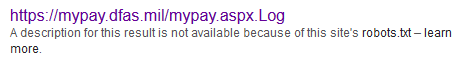 https://mypay.dfas.mil/mypay.aspx.Log
A description for this result is not available because of this site's robots.txt – learn
more.